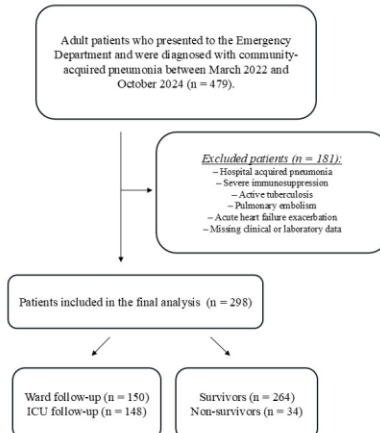 Adult patients who presented to the Emergency
Department and were diagnosed with community-
acquired pneumonia between March 2022 and
October 2024 (n = 479).
Excluded patients (n = 181):
– Hospital acquired pneumonia
– Severe immunosuppression
– Active tuberculosis
– Pulmonary embolism
– Acute heart failure exacerbation
– Missing clinical or laboratory data
Patients included in the final analysis (n = 298)
Ward follow-up (n = 150)
ICU follow-up (n = 148)
Survivors (n = 264)
Non-survivors (n = 34)